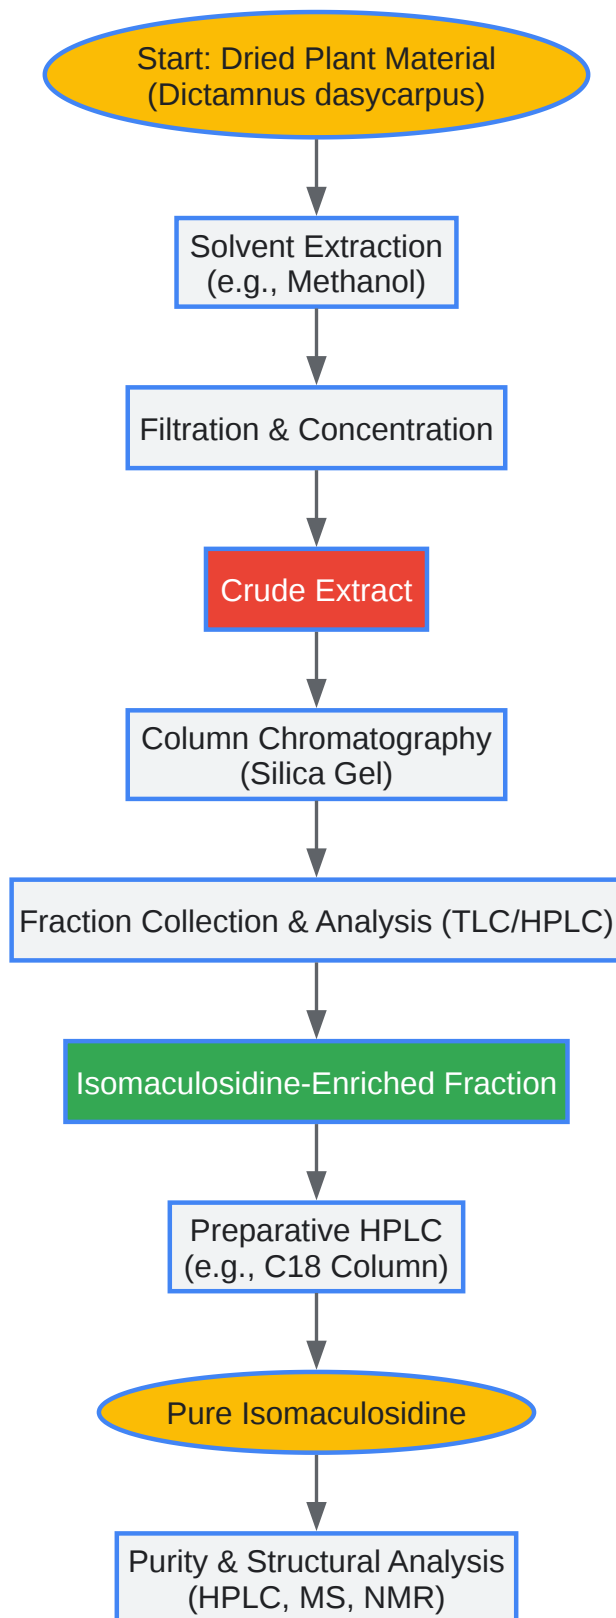 Start: Dried Plant Material
(Dictamnus dasycarpus)
Solvent Extraction
(e.g., Methanol)
Filtration & Concentration
Crude Extract
Column Chromatography
(Silica Gel)
Fraction Collection & Analysis (TLC/HPLC)
Isomaculosidine-Enriched Fraction
Preparative HPLC
(e.g., C18 Column)
Pure Isomaculosidine
Purity & Structural Analysis
(HPLC, MS, NMR)